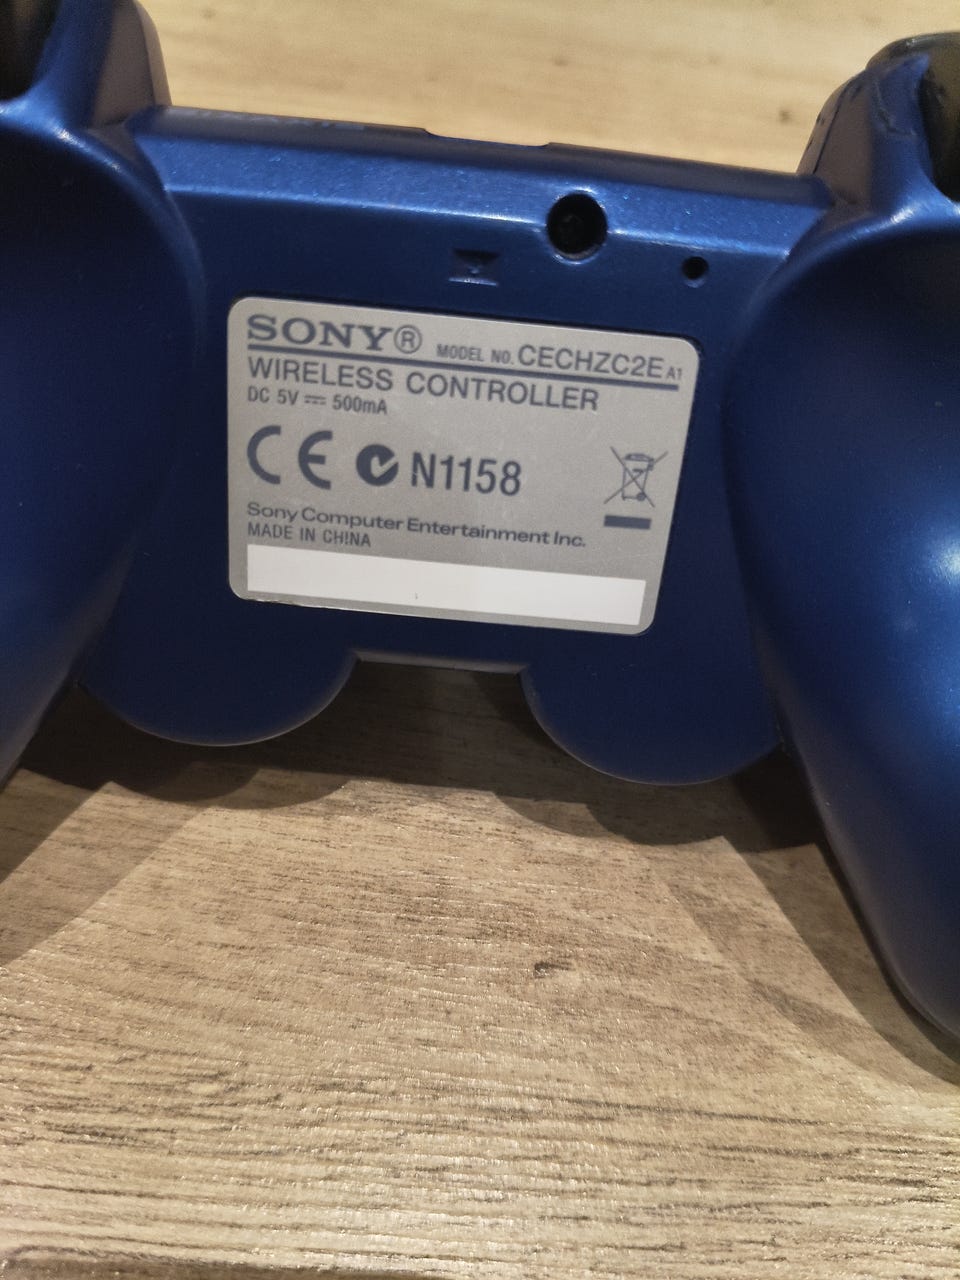 SONY®
MODEL NO. CECHZC2E A1
WIRELESS CONTROLLER
DC 5V ⎓ 500mA
CE N1158
Sony Computer Entertainment Inc.
MADE IN CHINA